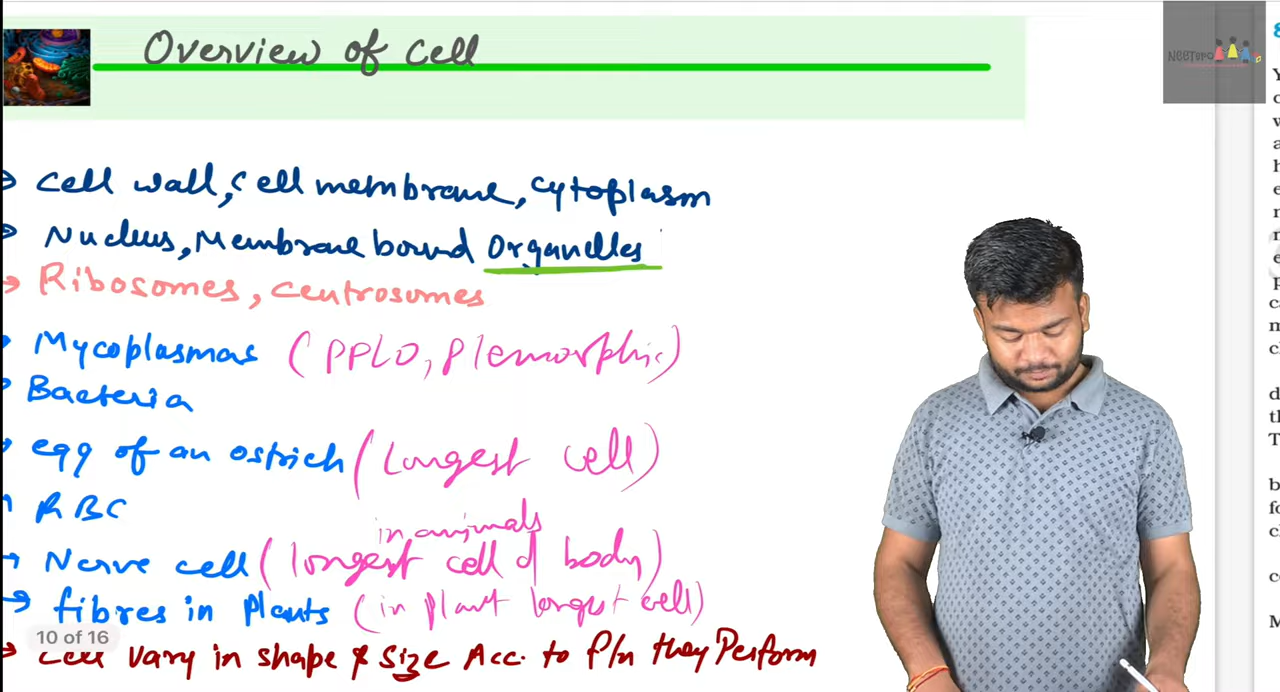 Overview of Cell
NEETOPO
Cell wall, Cell membrane, Cytoplasm
Nucleus, Membrane bound Organelles
Ribosomes, Centrosomes
Mycoplasmas (PPLO, Plemorphic)
Bacteria
egg of an ostrich (Longest cell)
RBC
in animals
Nerve cell (longest cell of body)
fibres in Plants (in plant longest cell)
10 of 16
Cell vary in shape & Size Acc. to f/n they Perform